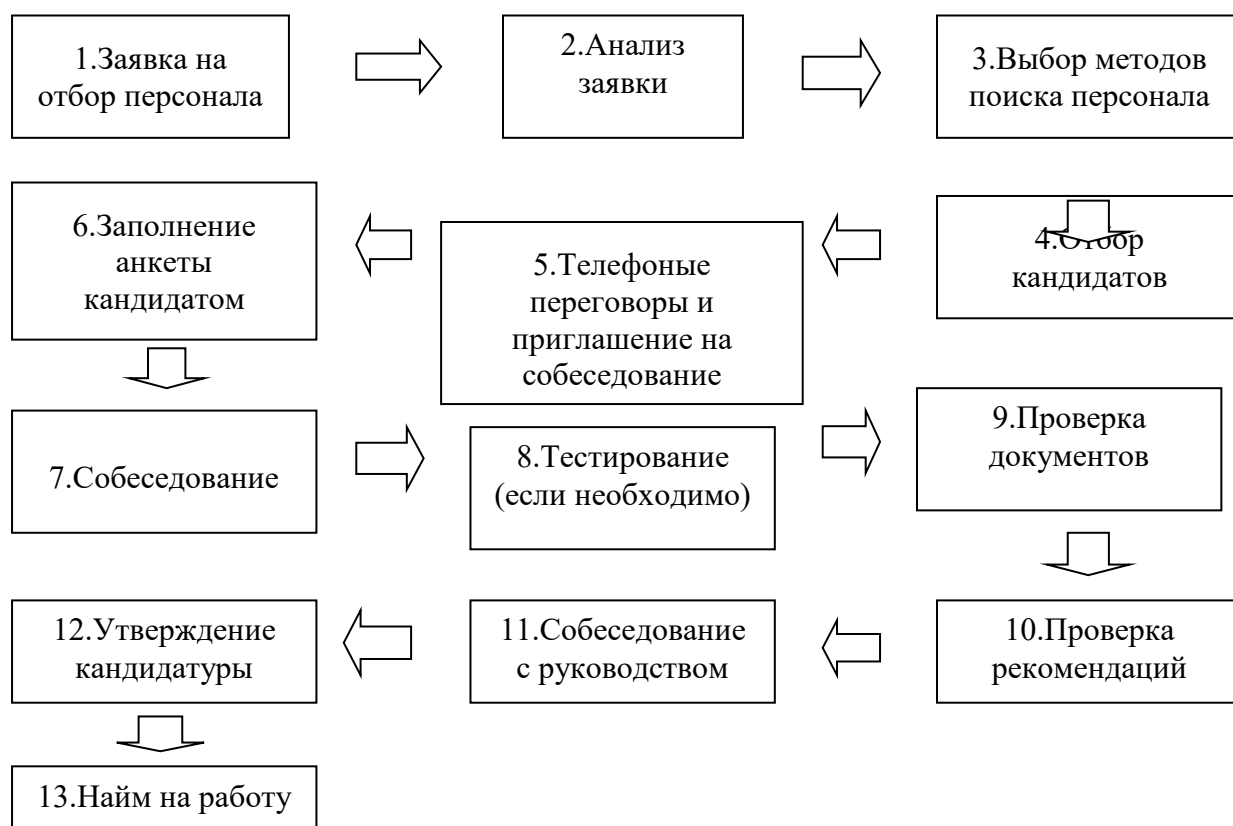 1.Заявка на
отбор персонала
2.Анализ
заявки
3.Выбор методов
поиска персонала
4.Отбор
кандидатов
5.Телефоные
переговоры и
приглашение на
собеседование
6.Заполнение
анкеты
кандидатом
7.Собеседование
8.Тестирование
(если необходимо)
9.Проверка
документов
10.Проверка
рекомендаций
11.Собеседование
с руководством
12.Утверждение
кандидатуры
13.Найм на работу